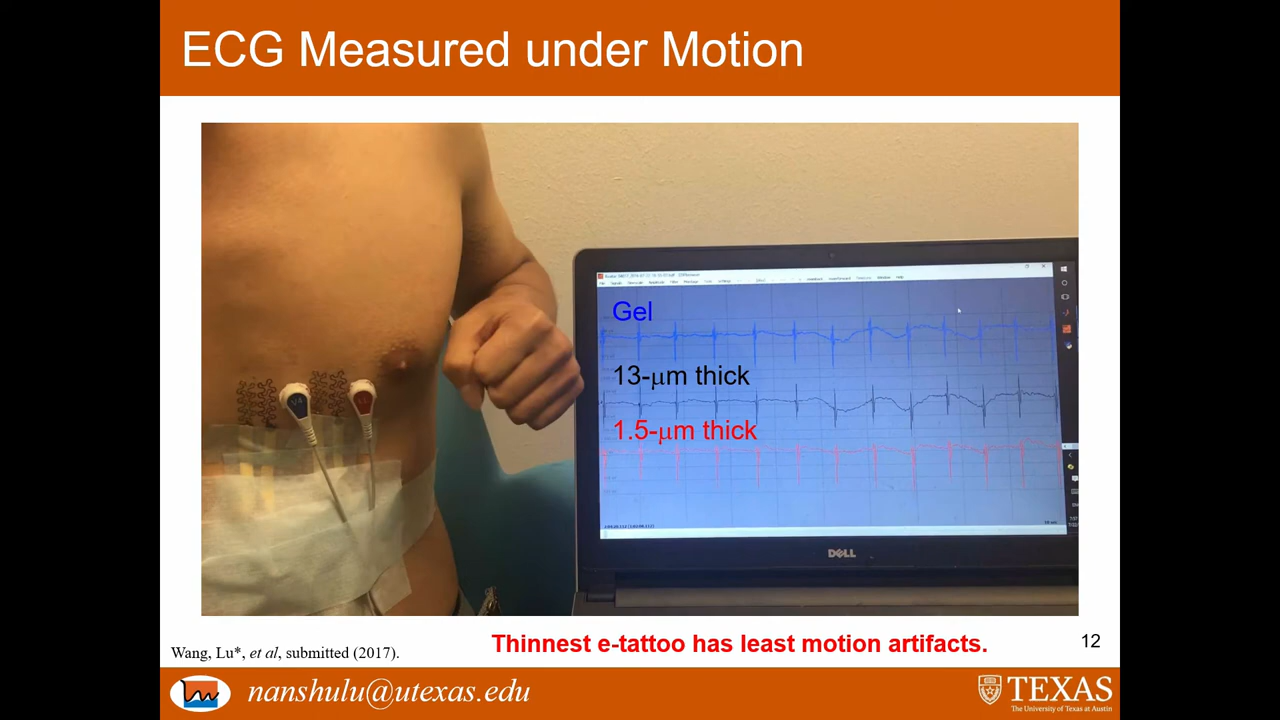 ECG Measured under Motion
Gel
13-μm thick
1.5-μm thick
V4
DELL
Thinnest e-tattoo has least motion artifacts.
12
Wang, Lu*, et al, submitted (2017).
nanshulu@utexas.edu
TEXAS
The University of Texas at Austin